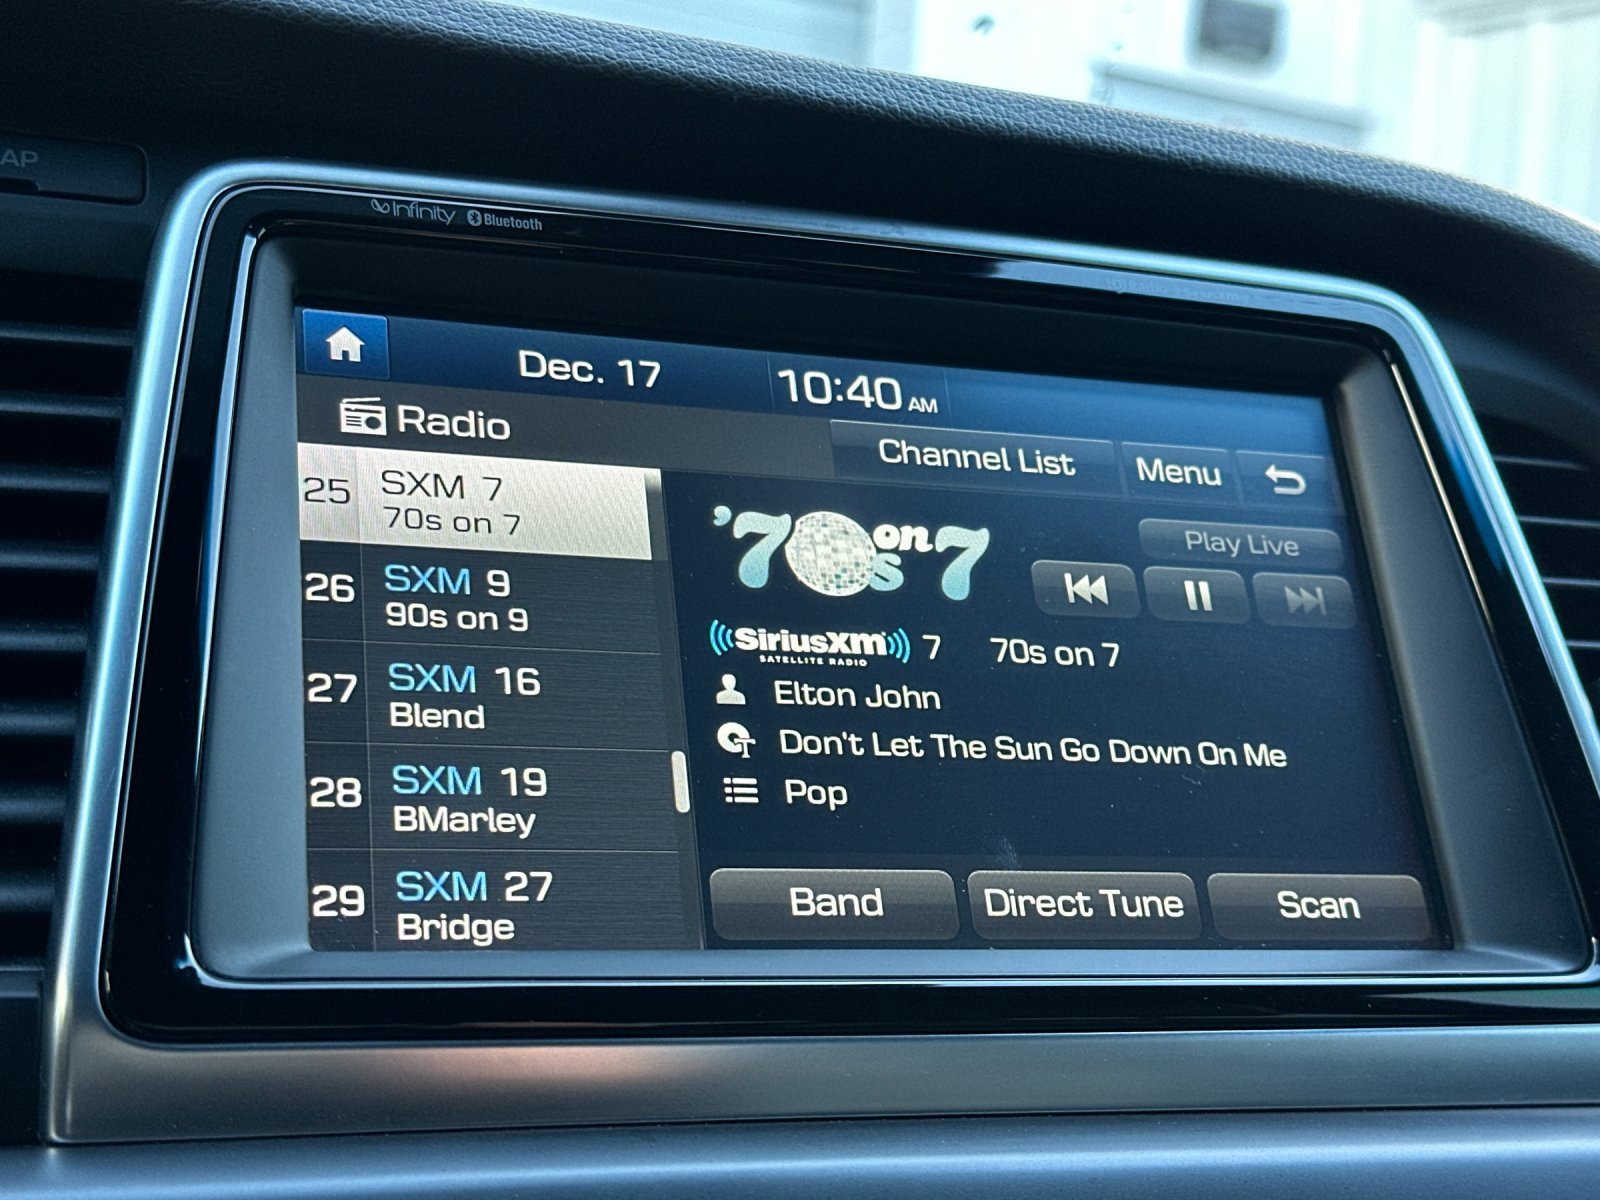 AP
Infinity Bluetooth
Dec. 17 10:40 AM
Radio
Channel List Menu
25 SXM 7
70s on 7
26 SXM 9
90s on 9
27 SXM 16
Blend
28 SXM 19
BMarley
29 SXM 27
Bridge
'70s on 7
Play Live
SiriusXM 7 70s on 7
SATELLITE RADIO
Elton John
Don't Let The Sun Go Down On Me
Pop
Band Direct Tune Scan